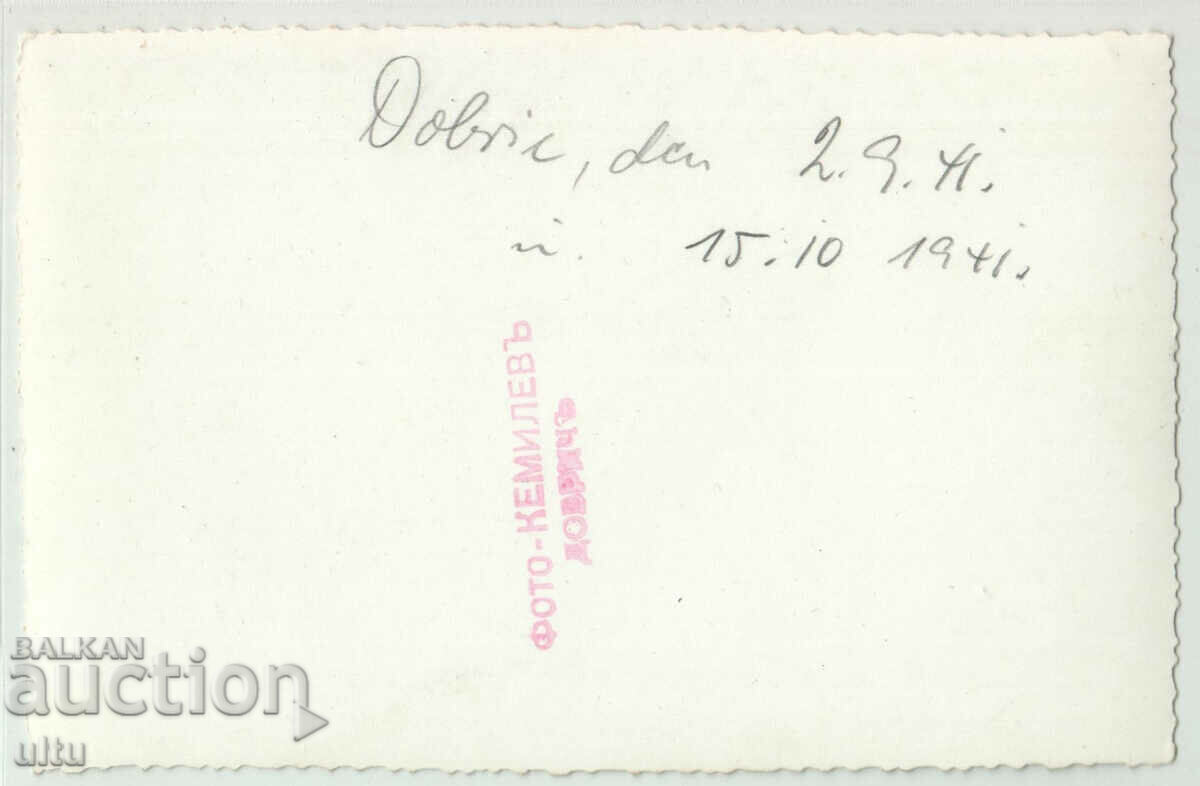 Dobric, den 2.9.41.
u. 15.10 1941.
ФОТО-КЕМИЛЕВЪ
ДОБРИЧЪ
BALKAN
auction
ultu